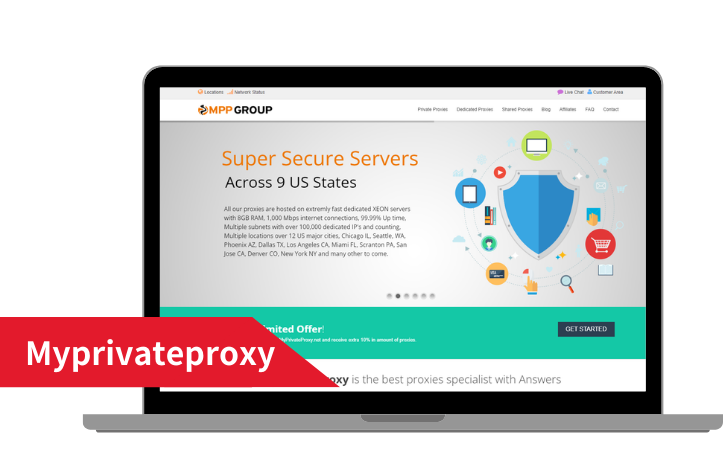 Locations Network Status
Live Chat Customer Area
MPP GROUP
Private Proxies Dedicated Proxies Shared Proxies Blog Affiliates FAQ Contact
Super Secure Servers
Across 9 US States
All our proxies are hosted on extremly fast dedicated XEON servers
with 8GB RAM, 1,000 Mbps internet connections, 99.99% Up time,
Multiple subnets with over 100,000 dedicated IP's and counting,
Multiple locations over 12 US major cities, Chicago IL, Seattle, WA,
Phoenix AZ, Dallas TX, Los Angeles CA, Miami FL, Scranton PA, San
Jose CA, Denver CO. New York NY and many other to come.
mited Offer!
GET STARTED
PrivateProxy.net and receive extra 10% in amount of proxies
Myprivateproxy
oxy is the best proxies specialist with Answers